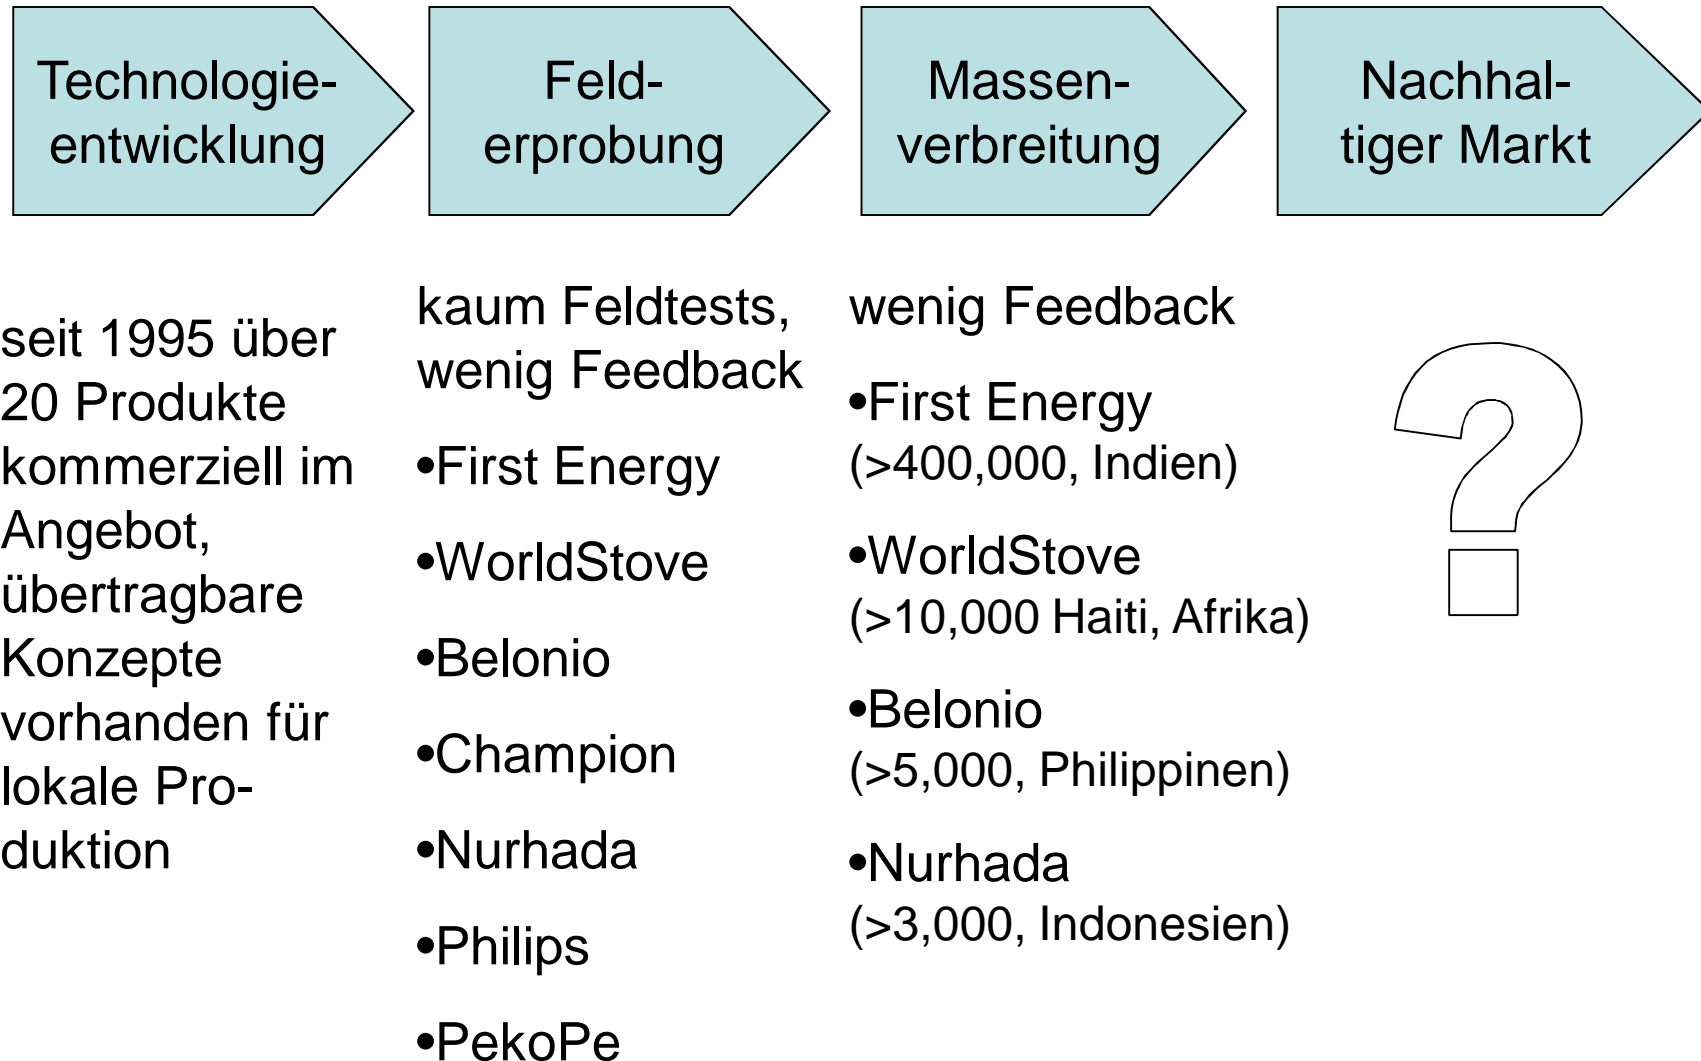 Technologie-
entwicklung
Feld-
erprobung
Massen-
verbreitung
Nachhal-
tiger Markt
seit 1995 über
20 Produkte
kommerziell im
Angebot,
übertragbare
Konzepte
vorhanden für
lokale Pro-
duktion
kaum Feldtests,
wenig Feedback
•First Energy
•WorldStove
•Belonio
•Champion
•Nurhada
•Philips
•PekoPe
wenig Feedback
•First Energy
(>400,000, Indien)
•WorldStove
(>10,000 Haiti, Afrika)
•Belonio
(>5,000, Philippinen)
•Nurhada
(>3,000, Indonesien)
?